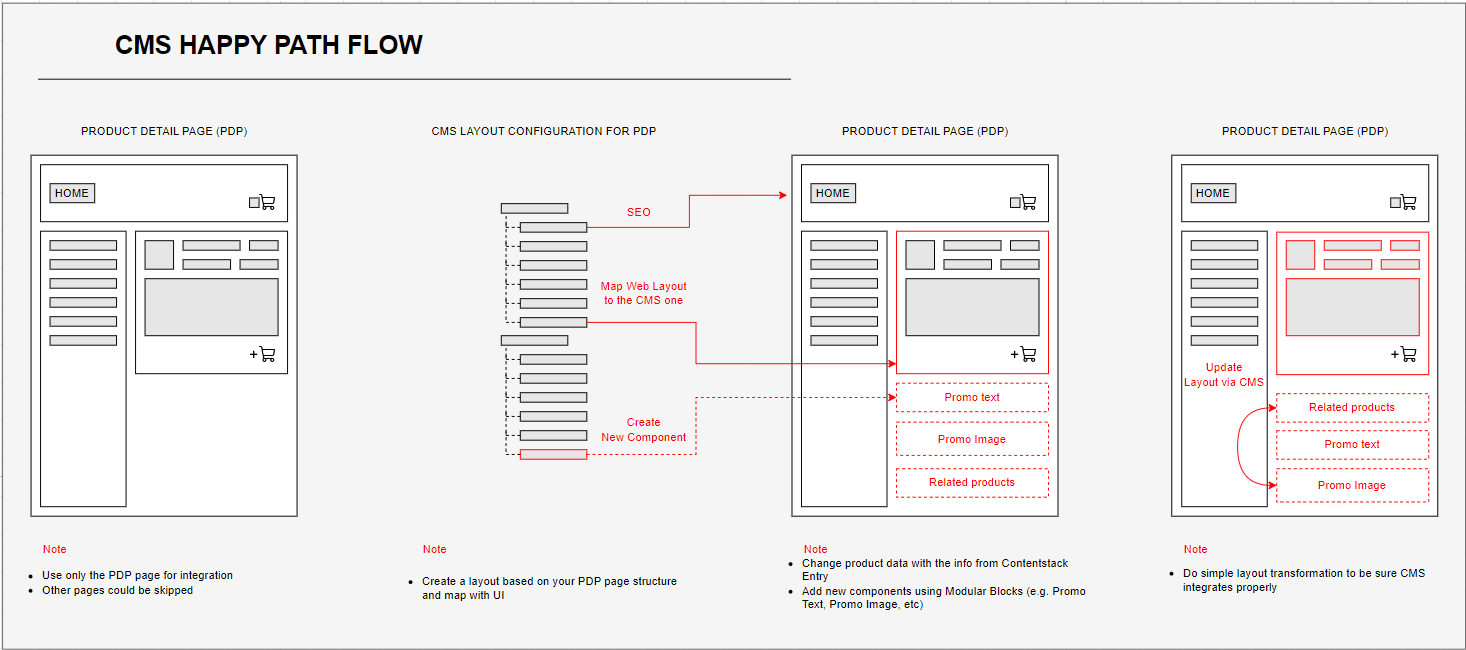 CMS HAPPY PATH FLOW
PRODUCT DETAIL PAGE (PDP)
HOME
+
Note
Use only the PDP page for integration
Other pages could be skipped
CMS LAYOUT CONFIGURATION FOR PDP
SEO
Map Web Layout
to the CMS one
Create
New Component
Note
Create a layout based on your PDP page structure
and map with UI
PRODUCT DETAIL PAGE (PDP)
HOME
+
Promo text
Promo Image
Related products
Note
Change product data with the info from Contentstack
Entry
Add new components using Modular Blocks (e.g. Promo
Text, Promo Image, etc)
PRODUCT DETAIL PAGE (PDP)
HOME
+
Update
Layout via CMS
Related products
Promo text
Promo Image
Note
Do simple layout transformation to be sure CMS
integrates properly